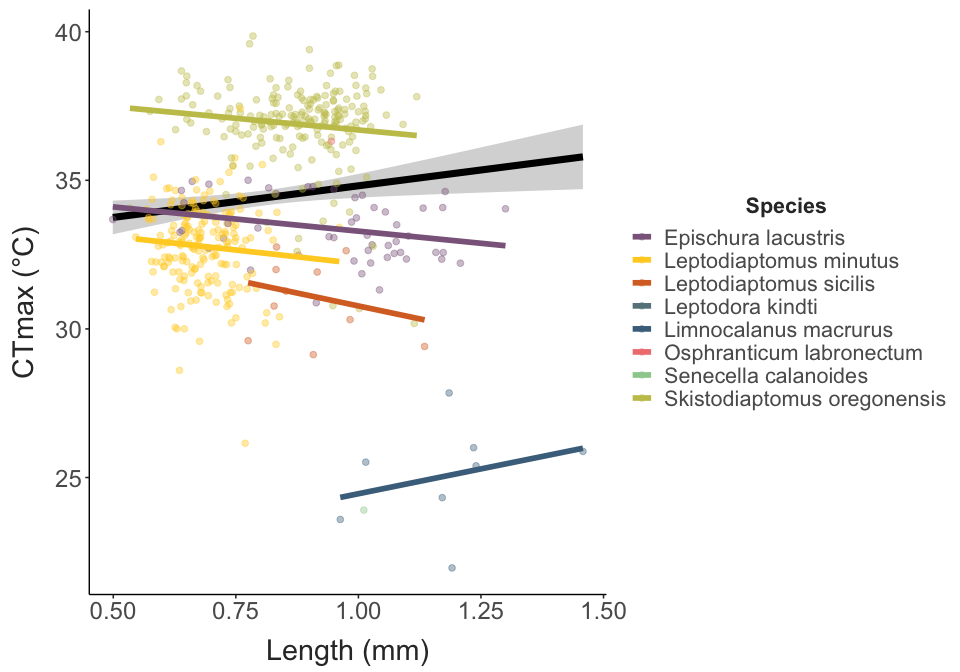 CTmax (°C)
40
35
30
25
0.50 0.75 1.00 1.25 1.50
Length (mm)
Species
Epischura lacustris
Leptodiaptomus minutus
Leptodiaptomus sicilis
Leptodora kindti
Limnocalanus macrurus
Osphranticum labronectum
Senecella calanoides
Skistodiaptomus oregonensis